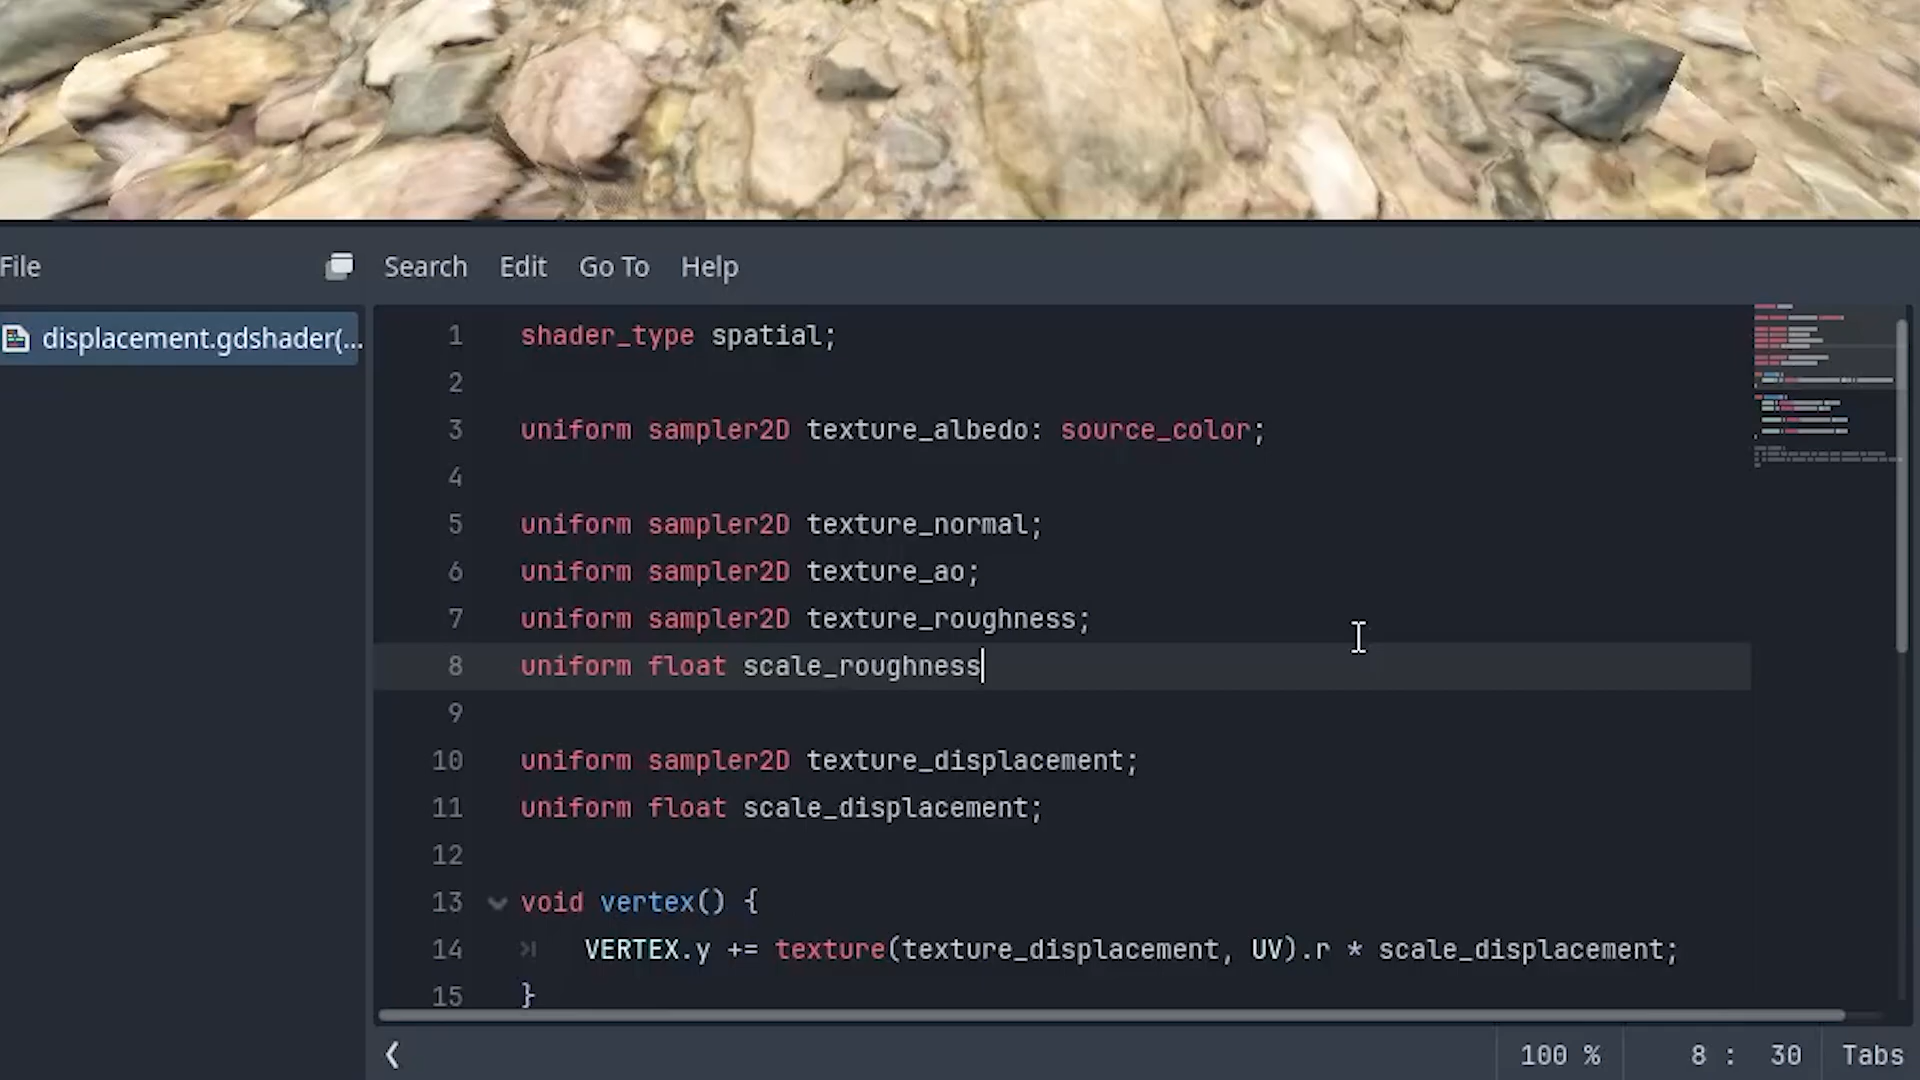 File Search Edit Go To Help
displacement.gdshader(...
1 shader_type spatial;
2
3 uniform sampler2D texture_albedo: source_color;
4
5 uniform sampler2D texture_normal;
6 uniform sampler2D texture_ao;
7 uniform sampler2D texture_roughness;
8 uniform float scale_roughness
9
10 uniform sampler2D texture_displacement;
11 uniform float scale_displacement;
12
13 void vertex() {
14 VERTEX.y += texture(texture_displacement, UV).r * scale_displacement;
15 }
100 % 8 : 30 Tabs